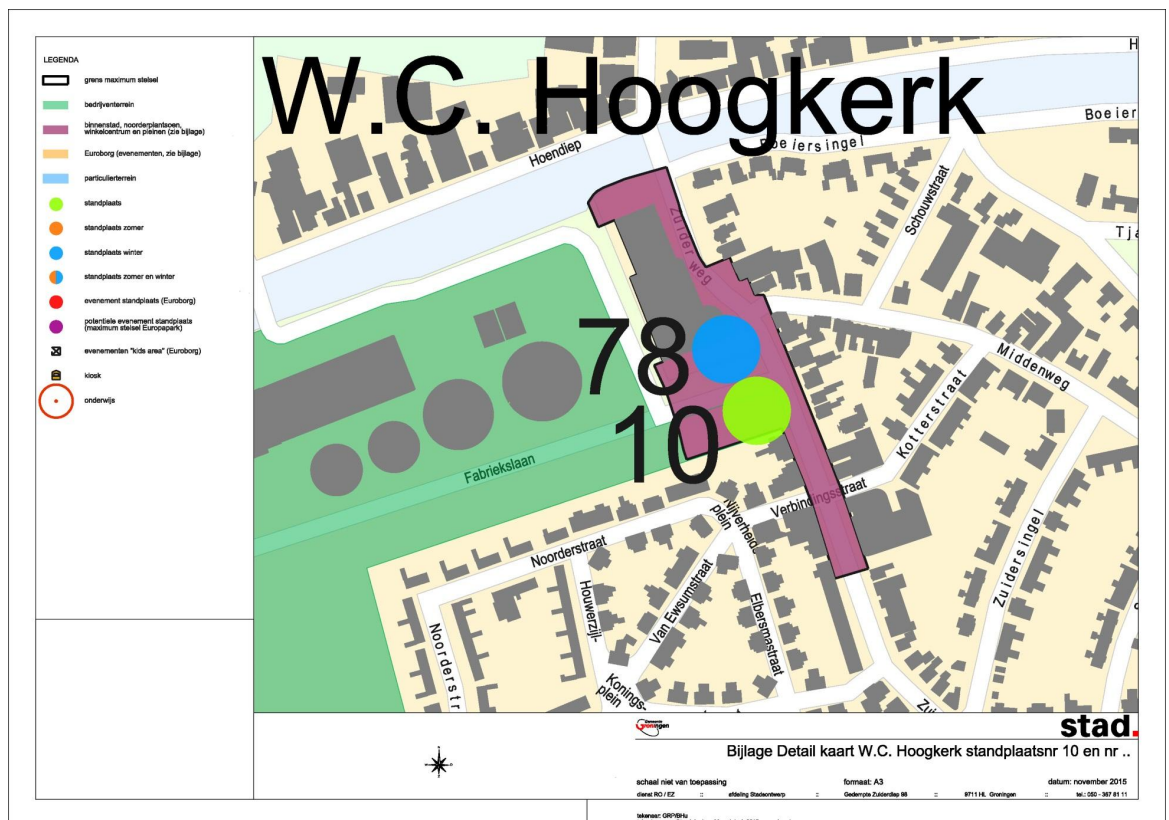 LEGENDA
grens maximum stelsel
bedrijventerrein
binnenstad, noorderplantsoen,
winkelcentrum en pleinen (zie bijlage)
Euroborg (evenementen, zie bijlage)
particulierterrein
standplaats
standplaats zomer
standplaats winter
standplaats zomer en winter
evenement standplaats (Euroborg)
potentiele evenement standplaats
(maximum stelsel Europapark)
evenementen "kids area" (Euroborg)
kiosk
onderwijs
W.C. Hoogkerk
H
Boeier
Boeiersingel
Hoendiep
Schouwstraat
Tja
Zuiderweg
78
10
Middenweg
Kotterstraat
Fabriekslaan
Verbindingsstraat
Nijverheids-
plein
Noorderstraat
Zuidersingel
Houwerzijl-
Van Ewsumstraat
Elbersmastraat
Noorderstr
Konings-
plein
Zui
Gemeente
Groningen
stad.
Bijlage Detail kaart W.C. Hoogkerk standplaatsnr 10 en nr ..
schaal niet van toepassing formaat: A3 datum: november 2015
dienst RO / EZ :: afdeling Stadsontwerp :: Gedempte Zuiderdiep 98 :: 9711 HL Groningen :: tel.: 050 - 367 81 11
tekenaar: GRP/BHu